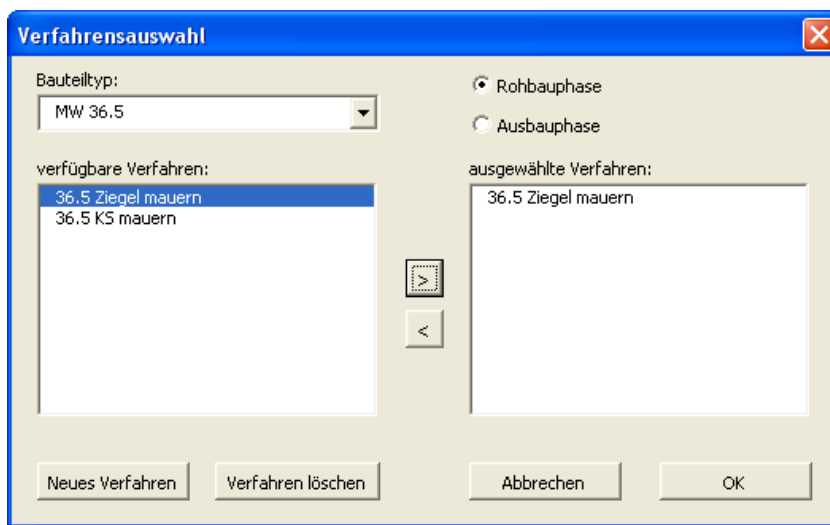 Verfahrensauswahl
Bauteiltyp:
MW 36.5
Rohbauphase
Ausbauphase
verfügbare Verfahren:
36.5 Ziegel mauern
36.5 KS mauern
>
<
ausgewählte Verfahren:
36.5 Ziegel mauern
Neues Verfahren
Verfahren löschen
Abbrechen
OK